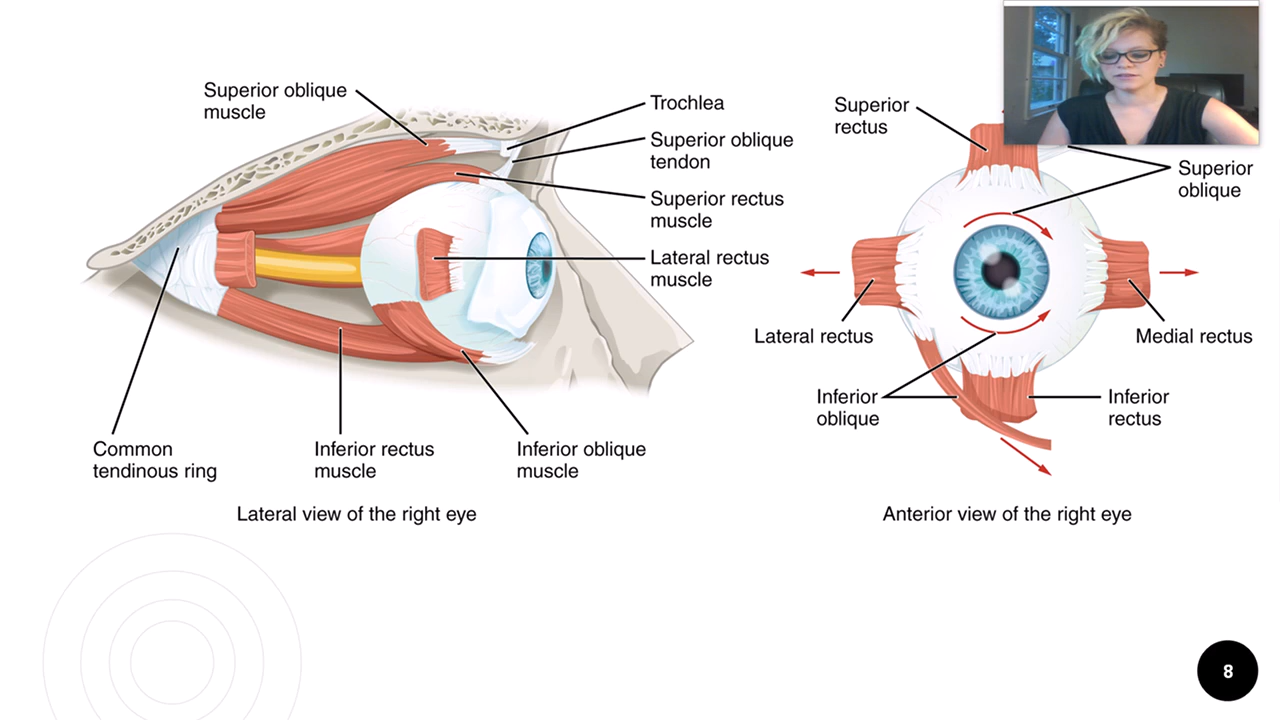 Superior oblique
muscle
Trochlea
Superior oblique
tendon
Superior rectus
muscle
Lateral rectus
muscle
Common
tendinous ring
Inferior rectus
muscle
Inferior oblique
muscle
Lateral view of the right eye
Superior
rectus
Superior
oblique
Lateral rectus
Medial rectus
Inferior
oblique
Inferior
rectus
Anterior view of the right eye
8